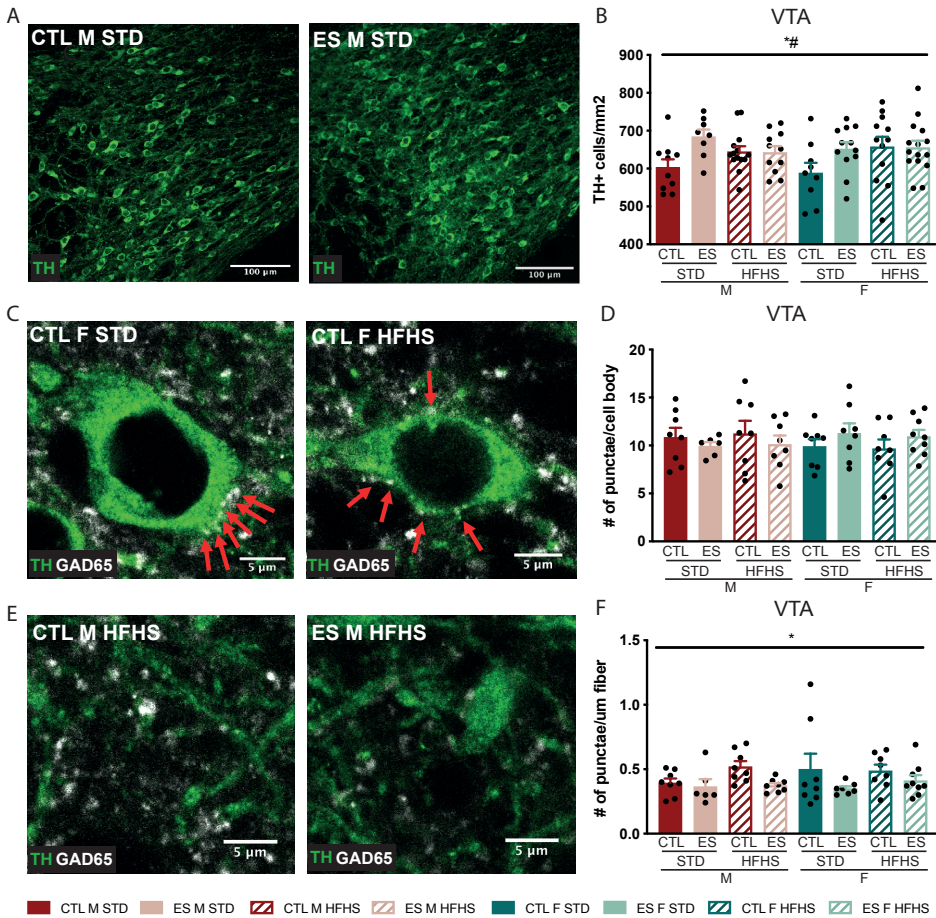 A
CTL M STD
TH
100 µm
ES M STD
TH
100 µm
B
VTA
*#
TH+ cells/mm2
900
800
700
600
500
400
CTL ES CTL ES CTL ES CTL ES
STD HFHS STD HFHS
M F
C
CTL F STD
TH GAD65
5 µm
CTL F HFHS
TH GAD65
5 µm
D
VTA
# of punctae/cell body
20
15
10
5
0
CTL ES CTL ES CTL ES CTL ES
STD HFHS STD HFHS
M F
E
CTL M HFHS
TH GAD65
5 µm
ES M HFHS
TH GAD65
5 µm
F
VTA
*
# of punctae/um fiber
1.5
1.0
0.5
0.0
CTL ES CTL ES CTL ES CTL ES
STD HFHS STD HFHS
M F
CTL M STD ES M STD CTL M HFHS ES M HFHS CTL F STD ES F STD CTL F HFHS ES F HFHS